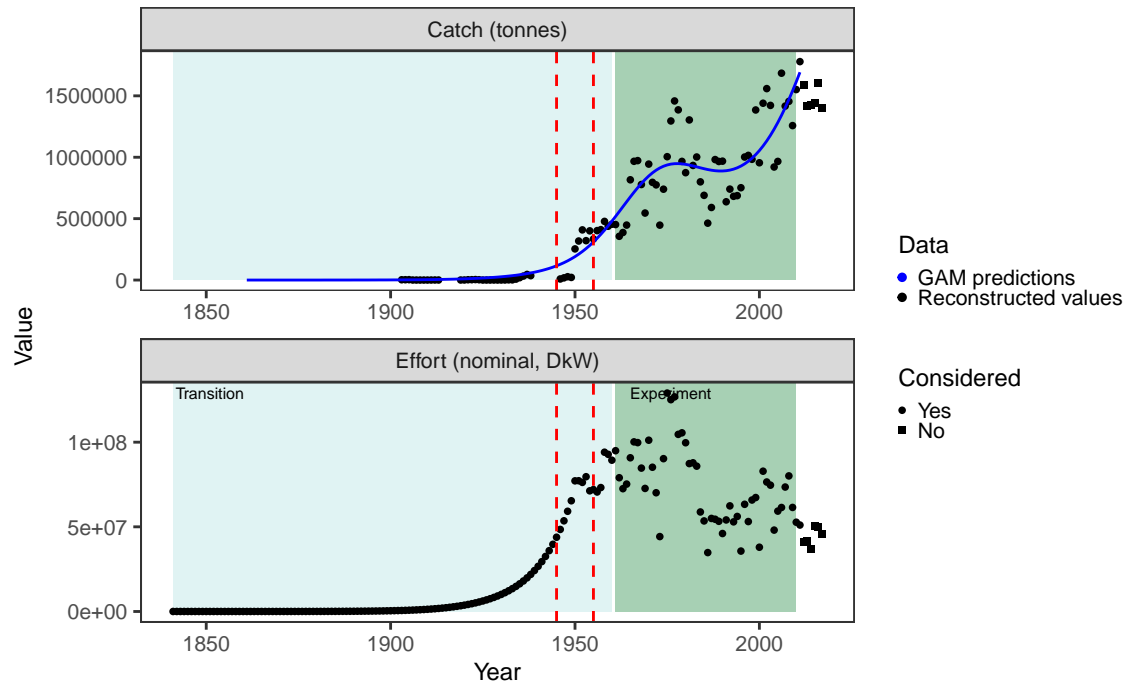 Catch (tonnes)
1500000
1000000
500000
0
1850
1900
1950
2000
Value
Effort (nominal, DkW)
Transition
Experiment
1e+08
5e+07
0e+00
1850
1900
1950
2000
Year
Data
GAM predictions
Reconstructed values
Considered
Yes
No